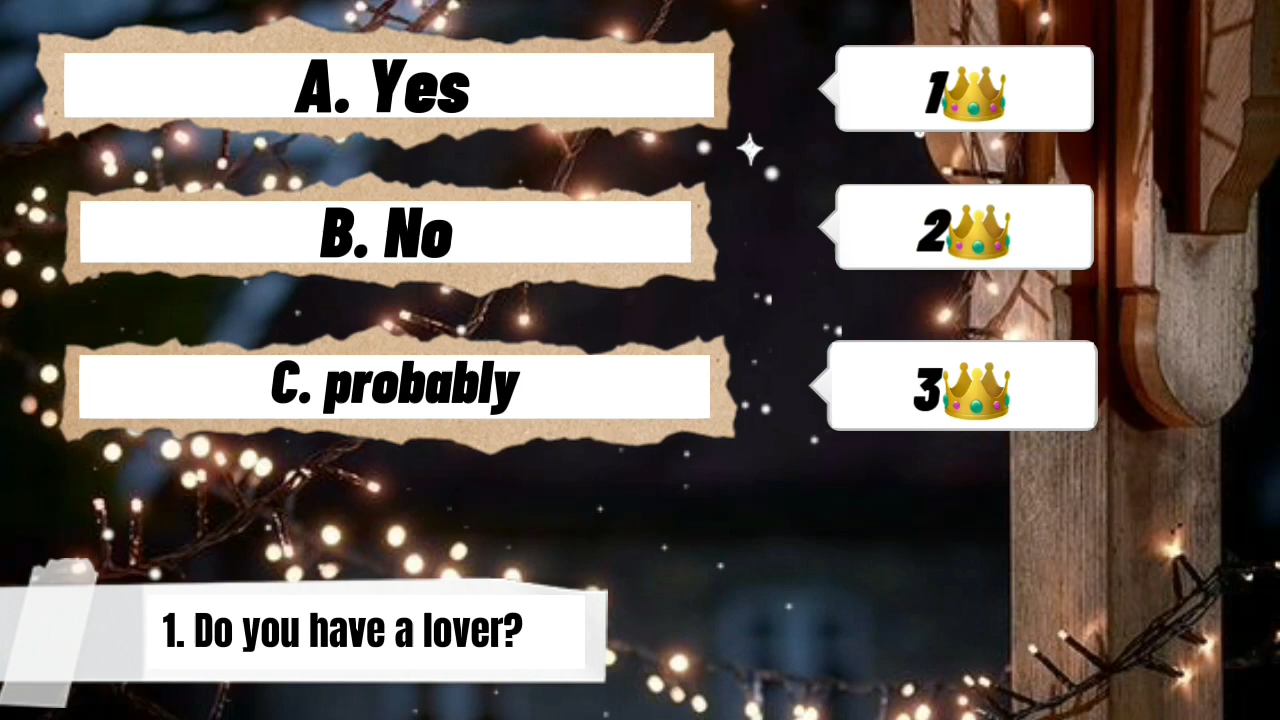 A. Yes
1👑
B. No
2👑
C. probably
3👑
1. Do you have a lover?